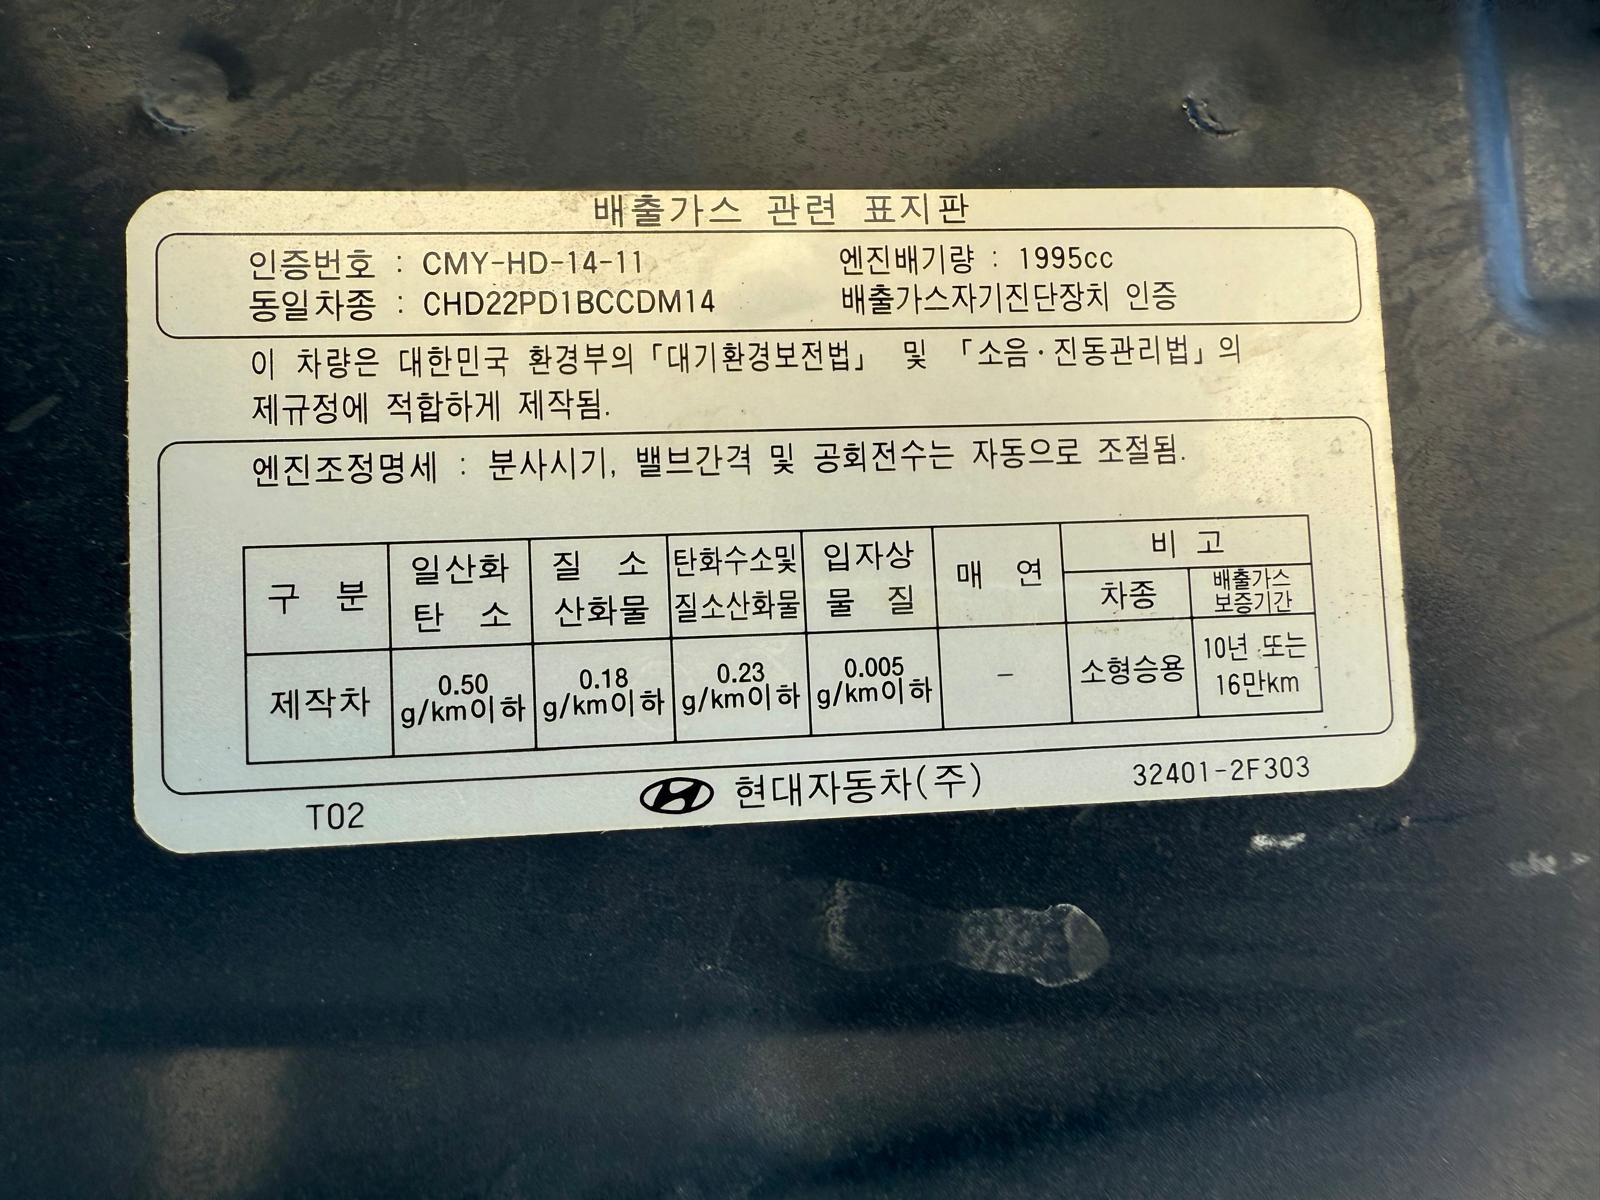 배출가스 관련 표지판
인증번호 : CMY-HD-14-11 엔진배기량 : 1995cc
동일차종 : CHD22PD1BCCDM14 배출가스자기진단장치 인증
이 차량은 대한민국 환경부의「대기환경보전법」 및 「소음·진동관리법」의
제규정에 적합하게 제작됨.
엔진조정명세 : 분사시기, 밸브간격 및 공회전수는 자동으로 조절됨.
구 분 일산화 탄 소 질 소 산화물 탄화수소및 질소산화물 입자상 물 질 매 연 비 고
차종 배출가스 보증기간
제작차 0.50 g/km이하 0.18 g/km이하 0.23 g/km이하 0.005 g/km이하 - 소형승용 10년 또는 16만km
T02 현대자동차(주) 32401-2F303